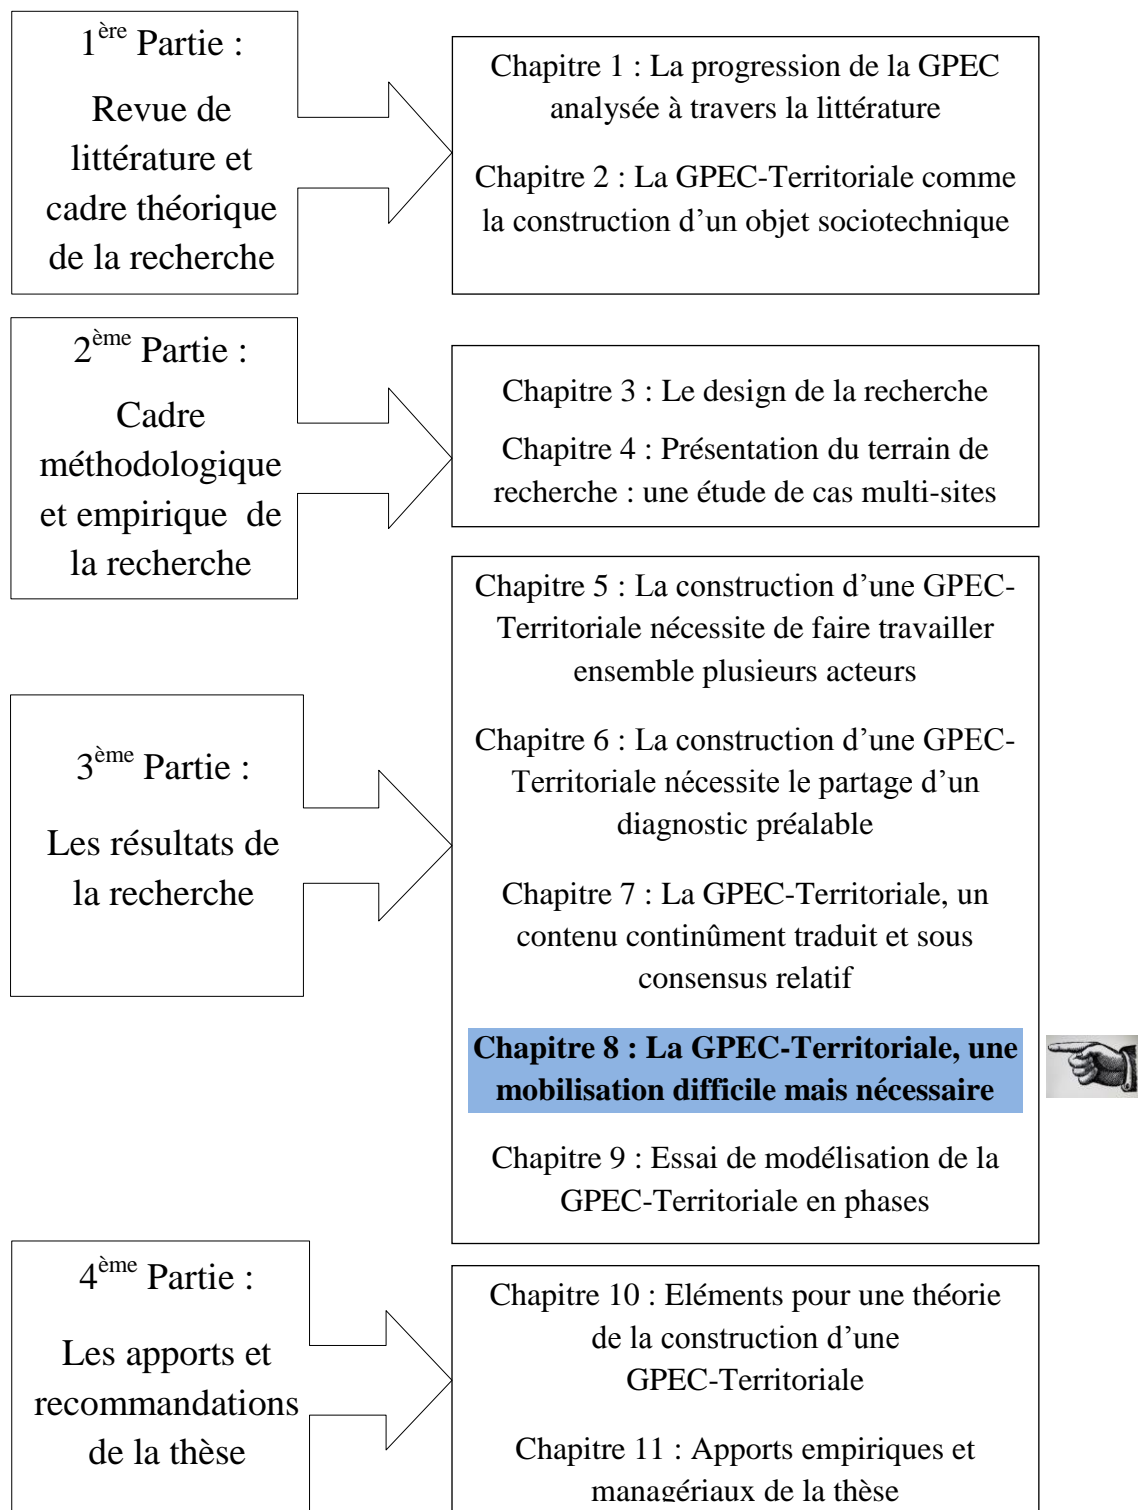 1ère Partie :
Revue de
littérature et
cadre théorique
de la recherche
Chapitre 1 : La progression de la GPEC
analysée à travers la littérature
Chapitre 2 : La GPEC-Territoriale comme
la construction d’un objet sociotechnique
2ème Partie :
Cadre
méthodologique
et empirique de
la recherche
Chapitre 3 : Le design de la recherche
Chapitre 4 : Présentation du terrain de
recherche : une étude de cas multi-sites
3ème Partie :
Les résultats de
la recherche
Chapitre 5 : La construction d’une GPEC-
Territoriale nécessite de faire travailler
ensemble plusieurs acteurs
Chapitre 6 : La construction d’une GPEC-
Territoriale nécessite le partage d’un
diagnostic préalable
Chapitre 7 : La GPEC-Territoriale, un
contenu continûment traduit et sous
consensus relatif
Chapitre 8 : La GPEC-Territoriale, une
mobilisation difficile mais nécessaire
Chapitre 9 : Essai de modélisation de la
GPEC-Territoriale en phases
4ème Partie :
Les apports et
recommandations
de la thèse
Chapitre 10 : Eléments pour une théorie
de la construction d’une
GPEC-Territoriale
Chapitre 11 : Apports empiriques et
managériaux de la thèse